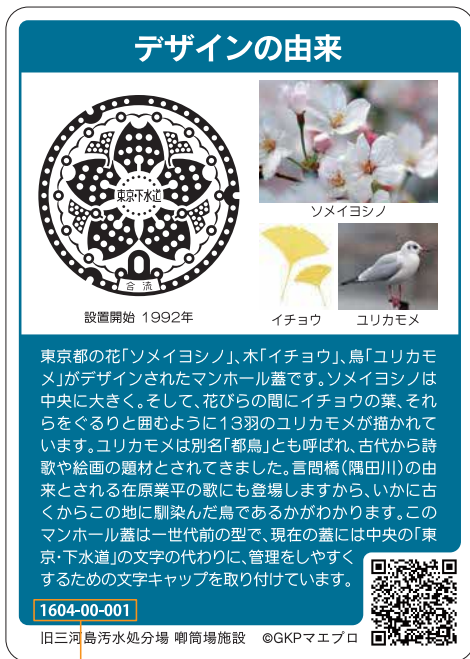 デザインの由来
東京・下水道
合流
設置開始 1992年
ソメイヨシノ
イチョウ
ユリカモメ
東京都の花「ソメイヨシノ」、木「イチョウ」、鳥「ユリカモ
メ」がデザインされたマンホール蓋です。ソメイヨシノは
中央に大きく。そして、花びらの間にイチョウの葉、それ
らをぐるりと囲むように13羽のユリカモメが描かれて
います。ユリカモメは別名「都鳥」とも呼ばれ、古代から詩
歌や絵画の題材とされてきました。言問橋(隅田川)の由
来とされる在原業平の歌にも登場しますから、いかに古
くからこの地に馴染んだ鳥であるかがわかります。この
マンホール蓋は一世代前の型で、現在の蓋には中央の「東
京・下水道」の文字の代わりに、管理をしやすく
するための文字キャップを取り付けています。
1604-00-001
旧三河島汚水処分場 喞筒場施設 ©GKPマエプロ